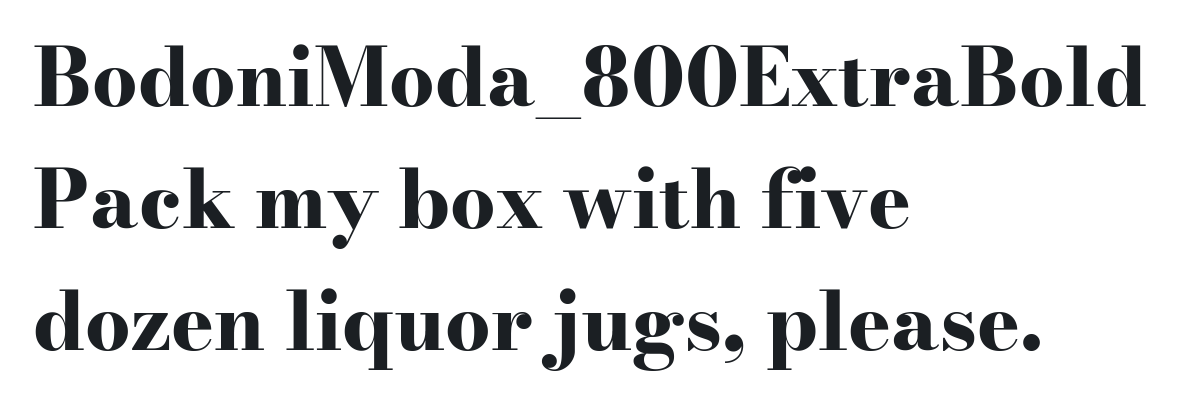 BodoniModa_800ExtraBold
Pack my box with five
dozen liquor jugs, please.